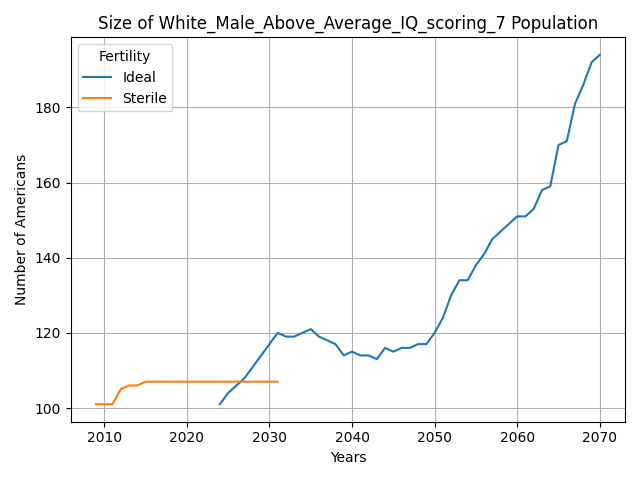 Size of White_Male_Above_Average_IQ_scoring_7 Population
Fertility
Ideal
Sterile
Number of Americans
180
160
140
120
100
2010 2020 2030 2040 2050 2060 2070
Years